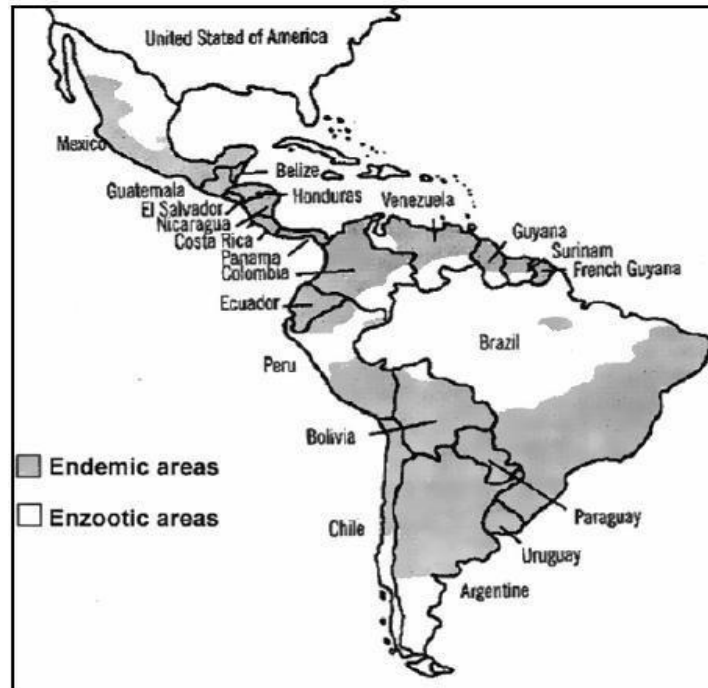 United Stated of America
Mexico
Belize
Guatemala
Honduras
El Salvador
Nicaragua
Costa Rica
Panama
Colombia
Venezuela
Guyana
Surinam
French Guyana
Ecuador
Brazil
Peru
Bolivia
Endemic areas
Enzootic areas
Chile
Paraguay
Uruguay
Argentine